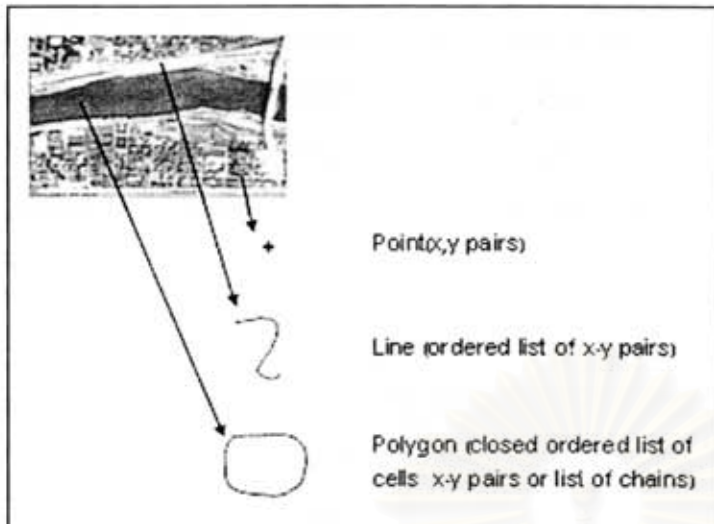 Point(x,y pairs)
Line (ordered list of x-y pairs)
Polygon (closed ordered list of
cells x-y pairs or list of chains)